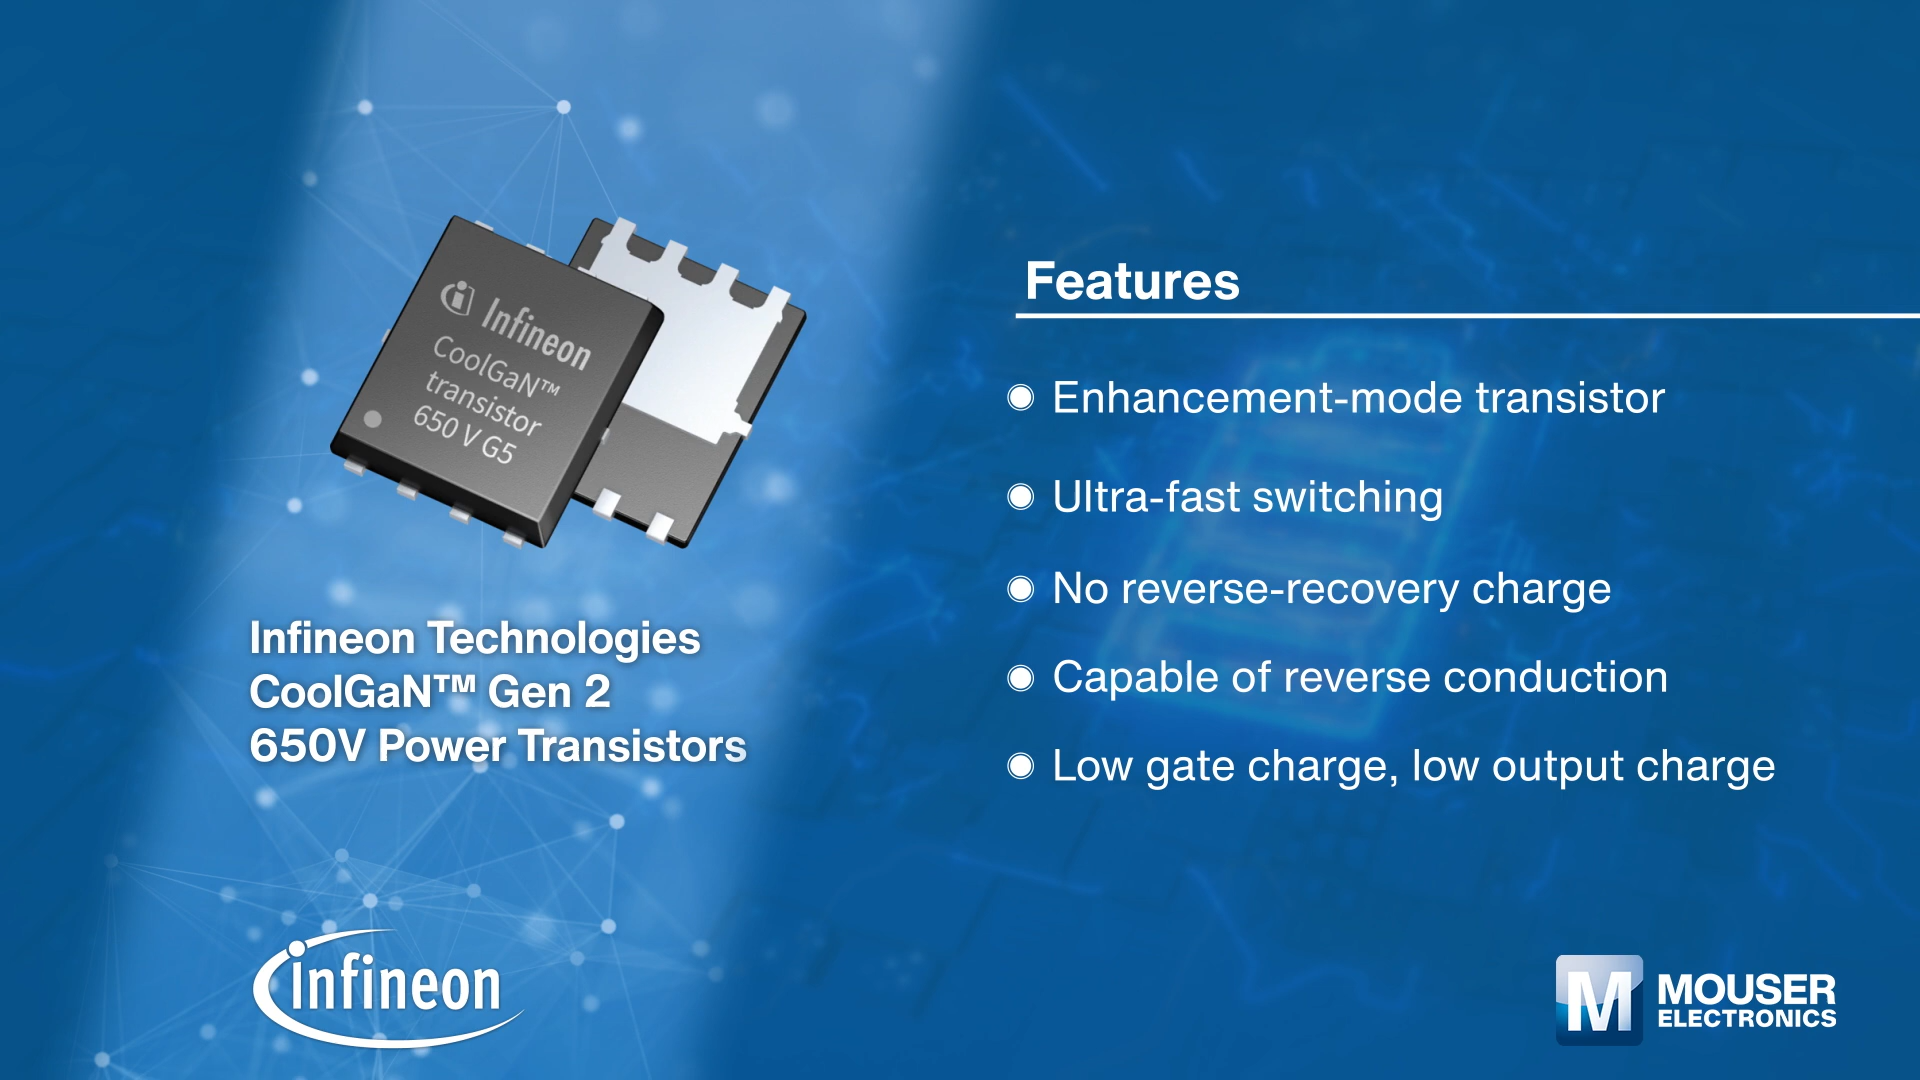 Infineon
CoolGaN™
transistor
650 V G5
Infineon Technologies
CoolGaN™ Gen 2
650V Power Transistors
infineon
Features
Enhancement-mode transistor
Ultra-fast switching
No reverse-recovery charge
Capable of reverse conduction
Low gate charge, low output charge
M
MOUSER
ELECTRONICS